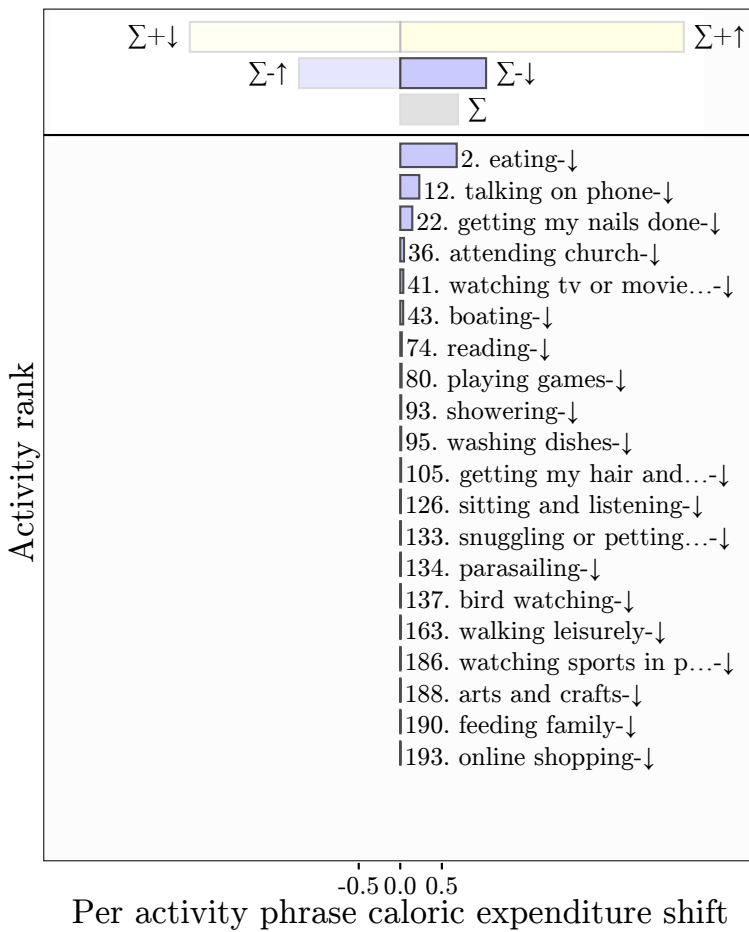 ∑+↓ ∑+↑
∑-↑ ∑-↓
∑
2. eating-↓
12. talking on phone-↓
22. getting my nails done-↓
36. attending church-↓
41. watching tv or movie...-↓
43. boating-↓
74. reading-↓
80. playing games-↓
93. showering-↓
95. washing dishes-↓
105. getting my hair and...-↓
126. sitting and listening-↓
133. snuggling or petting...-↓
134. parasailing-↓
137. bird watching-↓
163. walking leisurely-↓
186. watching sports in p...-↓
188. arts and crafts-↓
190. feeding family-↓
193. online shopping-↓
Activity rank
-0.5 0.0 0.5
Per activity phrase caloric expenditure shift